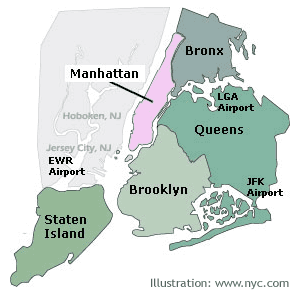 Bronx
Manhattan
LGA
Airport
Hoboken, NJ
Queens
Jersey City, NJ
EWR
Airport
JFK
Airport
Brooklyn
Staten
Island
Illustration: www.nyc.com